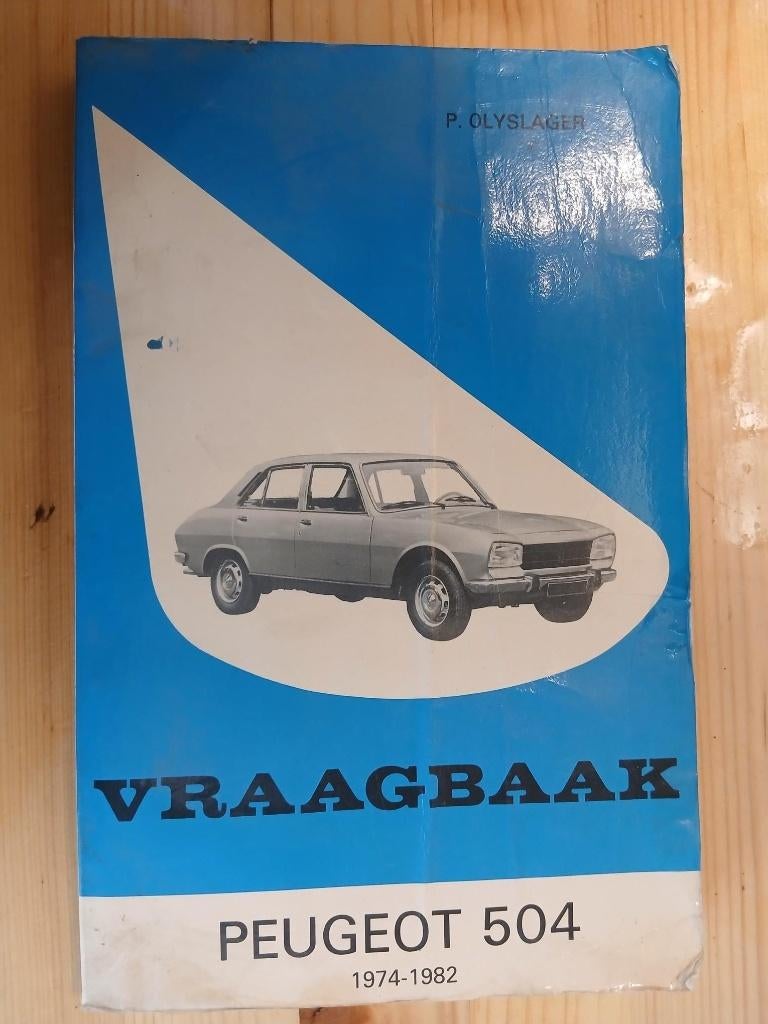 P. OLYSLAGER
VRAAGBAAK
PEUGEOT 504
1974-1982